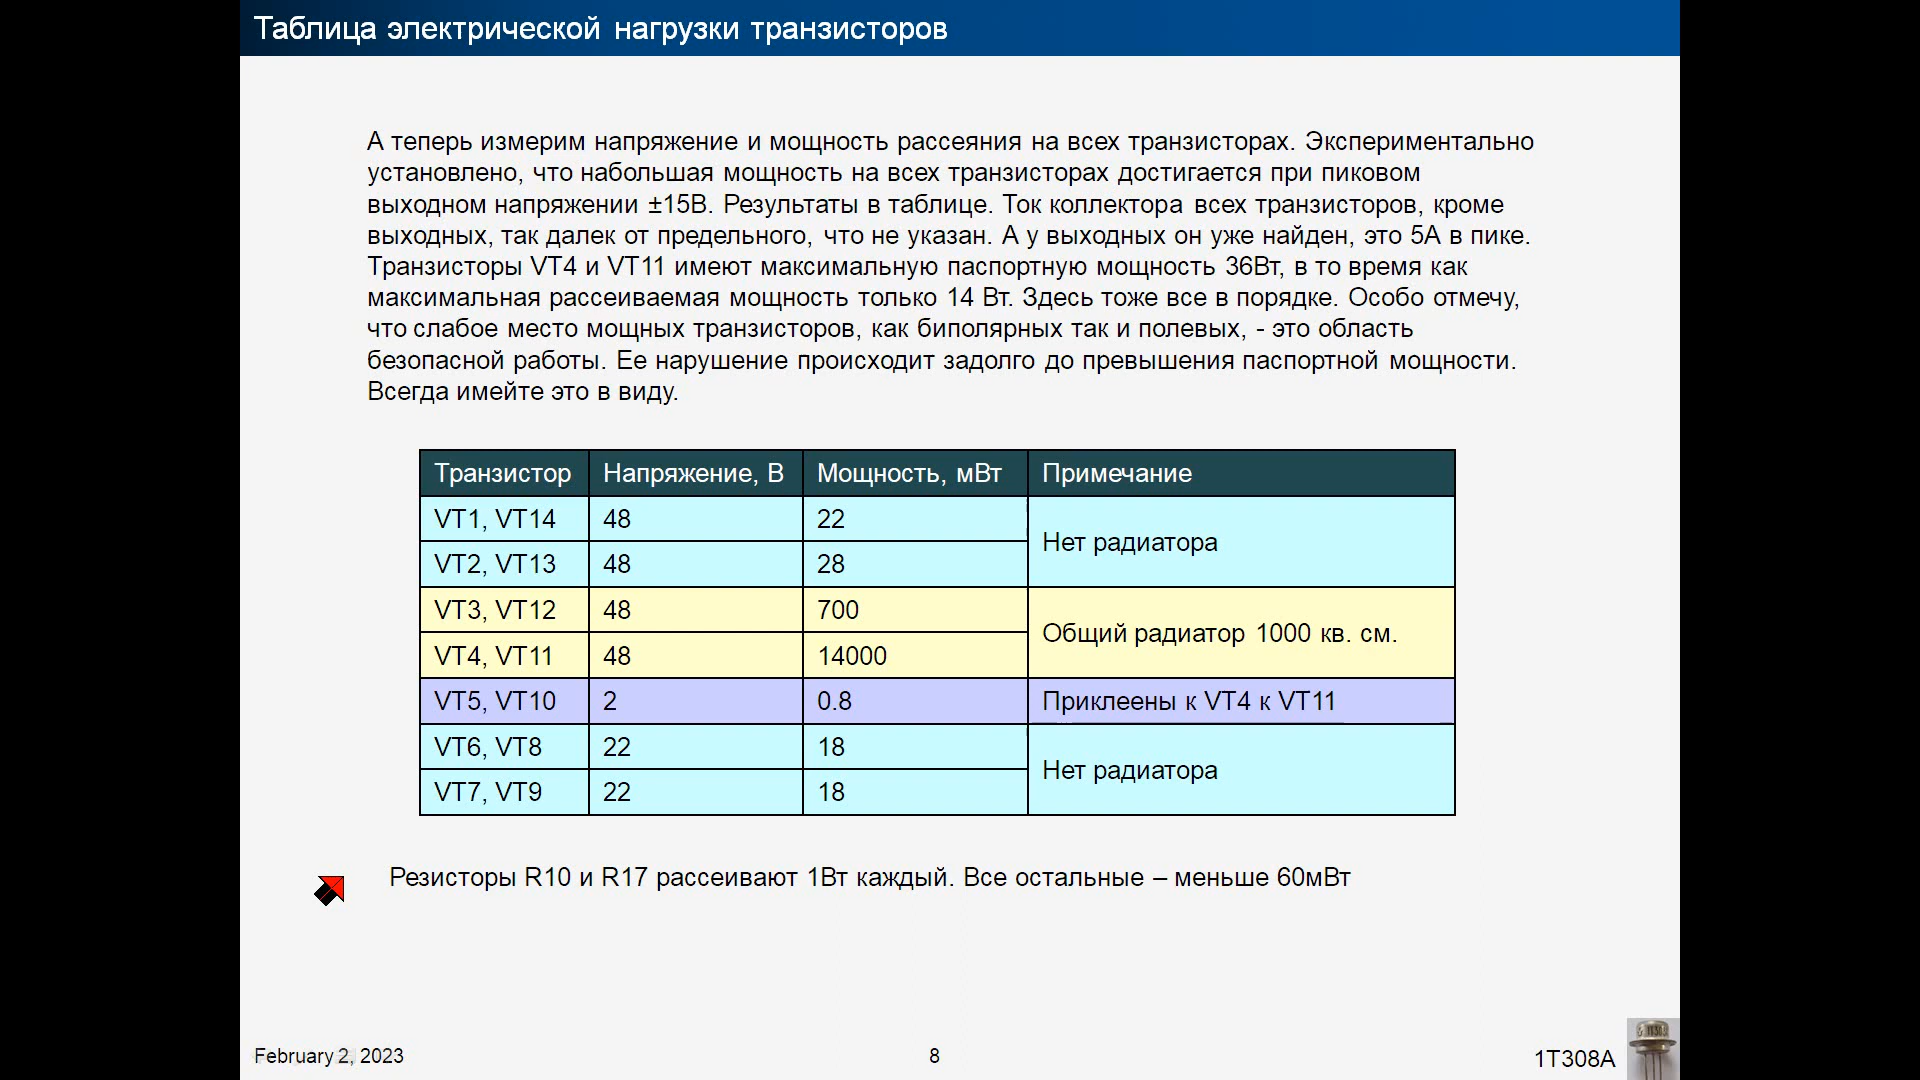 Таблица электрической нагрузки транзисторов
А теперь измерим напряжение и мощность рассеяния на всех транзисторах. Экспериментально
установлено, что набольшая мощность на всех транзисторах достигается при пиковом
выходном напряжении ±15В. Результаты в таблице. Ток коллектора всех транзисторов, кроме
выходных, так далек от предельного, что не указан. А у выходных он уже найден, это 5А в пике.
Транзисторы VT4 и VT11 имеют максимальную паспортную мощность 36Вт, в то время как
максимальная рассеиваемая мощность только 14 Вт. Здесь тоже все в порядке. Особо отмечу,
что слабое место мощных транзисторов, как биполярных так и полевых, - это область
безопасной работы. Ее нарушение происходит задолго до превышения паспортной мощности.
Всегда имейте это в виду.
Транзистор Напряжение, В Мощность, мВт Примечание
VT1, VT14 48 22
Нет радиатора
VT2, VT13 48 28
VT3, VT12 48 700
Общий радиатор 1000 кв. см.
VT4, VT11 48 14000
VT5, VT10 2 0.8 Приклеены к VT4 к VT11
VT6, VT8 22 18
Нет радиатора
VT7, VT9 22 18
Резисторы R10 и R17 рассеивают 1Вт каждый. Все остальные – меньше 60мВт
February 2, 2023 8 1Т308А